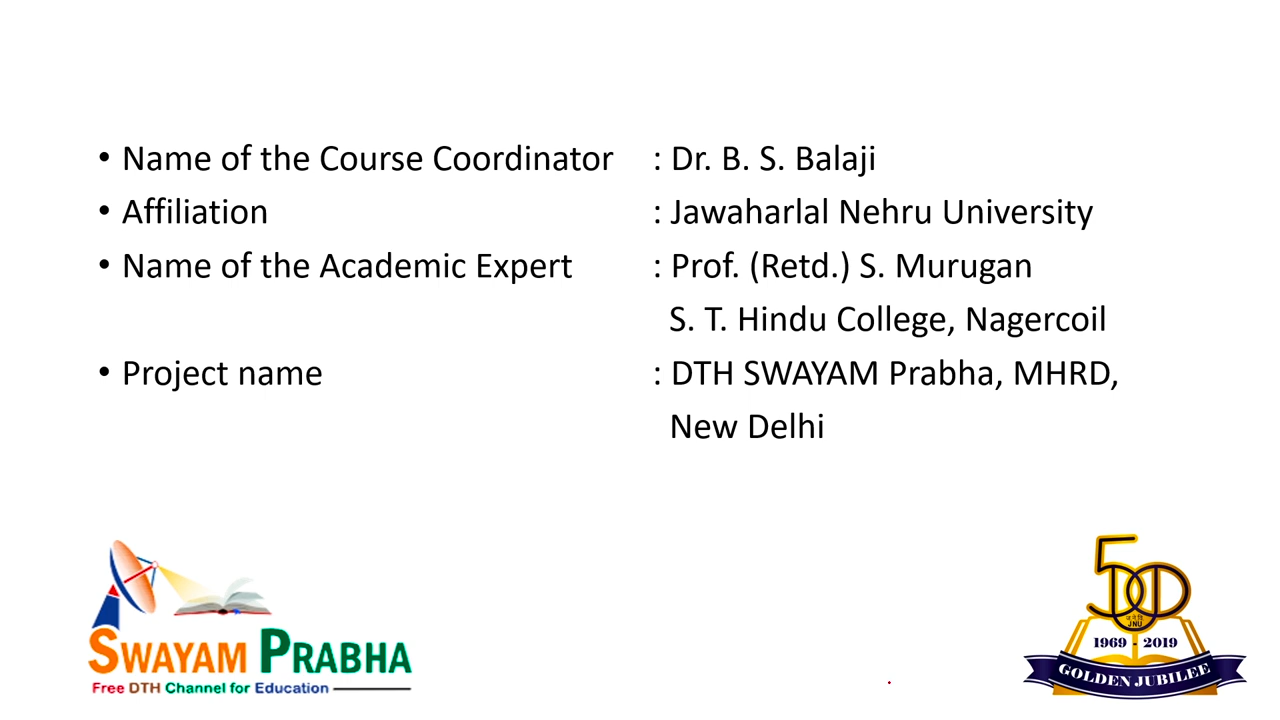 • Name of the Course Coordinator : Dr. B. S. Balaji
• Affiliation : Jawaharlal Nehru University
• Name of the Academic Expert : Prof. (Retd.) S. Murugan
S. T. Hindu College, Nagercoil
• Project name : DTH SWAYAM Prabha, MHRD,
New Delhi
SWAYAM PRABHA
Free DTH Channel for Education
50
JNU
1969 - 2019
GOLDEN JUBILEE